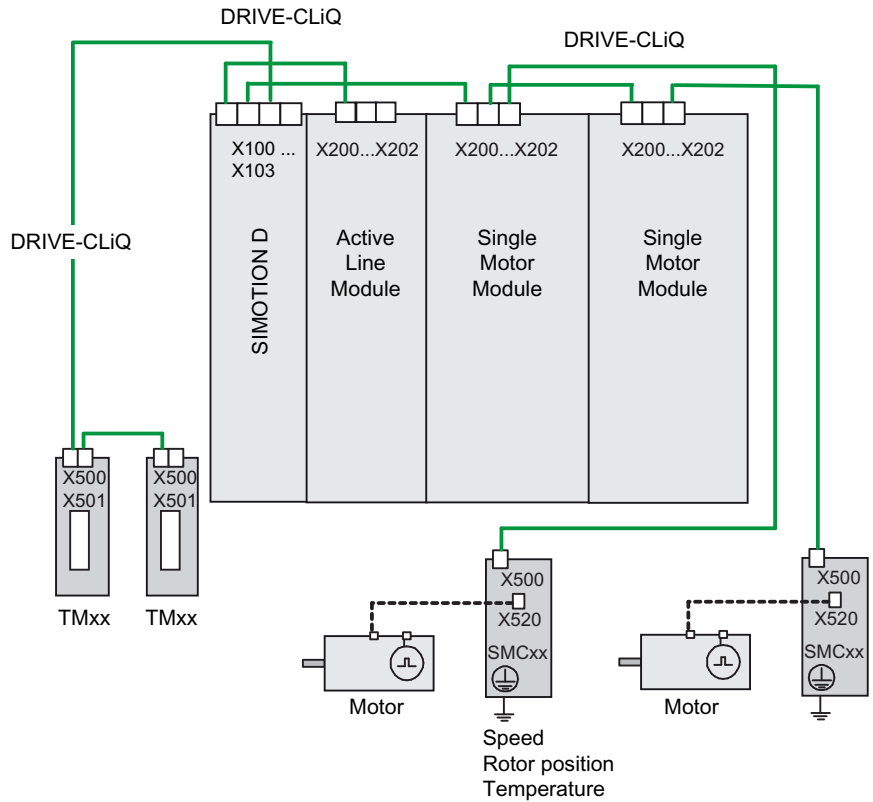 DRIVE-CLiQ
DRIVE-CLiQ
X100 ...
X103
X200...X202
X200...X202
X200...X202
DRIVE-CLiQ
SIMOTION D
Active
Line
Module
Single
Motor
Module
Single
Motor
Module
X500
X501
X500
X501
TMxx
TMxx
X500
X520
SMCxx
X500
X520
SMCxx
Motor
Motor
Speed
Rotor position
Temperature